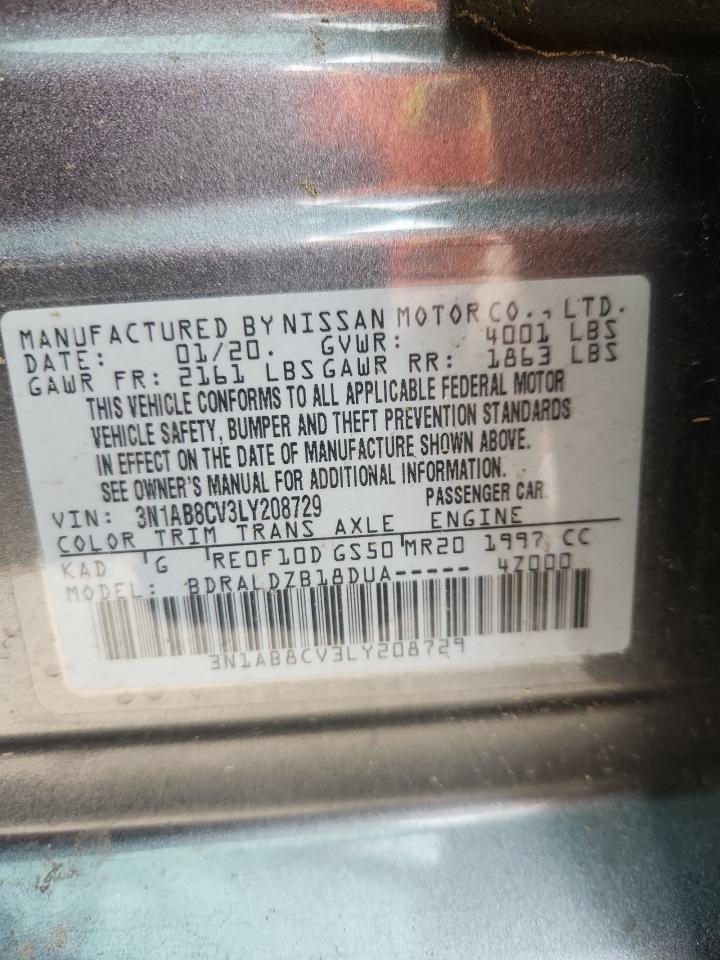 MANUFACTURED BY NISSAN MOTOR CO., LTD.
DATE: 01/20. GVWR: 4001 LBS
GAWR FR: 2161 LBS GAWR RR: 1863 LBS
THIS VEHICLE CONFORMS TO ALL APPLICABLE FEDERAL MOTOR
VEHICLE SAFETY, BUMPER AND THEFT PREVENTION STANDARDS
IN EFFECT ON THE DATE OF MANUFACTURE SHOWN ABOVE.
SEE OWNER'S MANUAL FOR ADDITIONAL INFORMATION.
VIN: 3N1AB8CV3LY208729 PASSENGER CAR
COLOR TRIM TRANS AXLE ENGINE
KAD G RE0F10D GS50 MR20 1997 CC
MODEL: BDRALDZB18DUA----- 4Z000
3N1AB8CV3LY208729